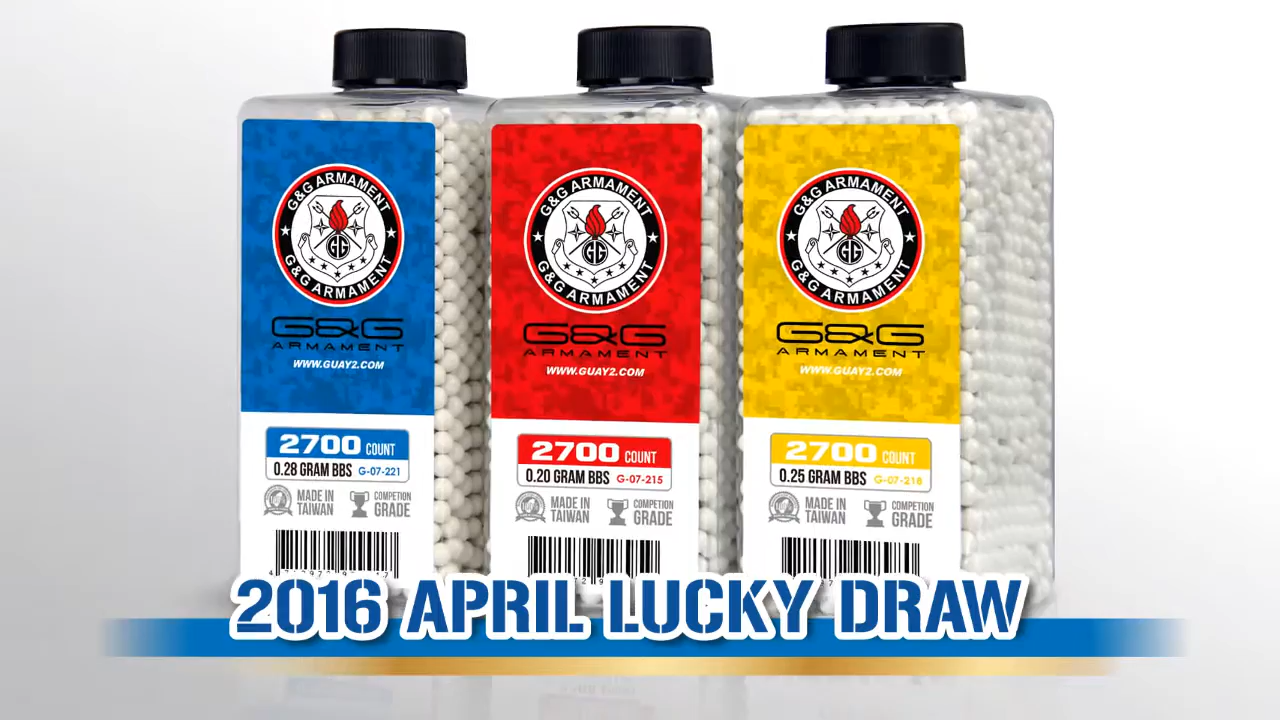 G&G ARMAMENT
G&G ARMAMENT
GG
G&G
ARMAMENT
WWW.GUAY2.COM
2700 COUNT
0.28 GRAM BBS G-07-221
MADE IN
TAIWAN
COMPETION
GRADE
G&G ARMAMENT
G&G ARMAMENT
GG
G&G
ARMAMENT
WWW.GUAY2.COM
2700 COUNT
0.20 GRAM BBS G-07-215
MADE IN
TAIWAN
COMPETION
GRADE
G&G ARMAMENT
G&G ARMAMENT
GG
G&G
ARMAMENT
WWW.GUAY2.COM
2700 COUNT
0.25 GRAM BBS G-07-218
MADE IN
TAIWAN
COMPETION
GRADE
2016 APRIL LUCKY DRAW